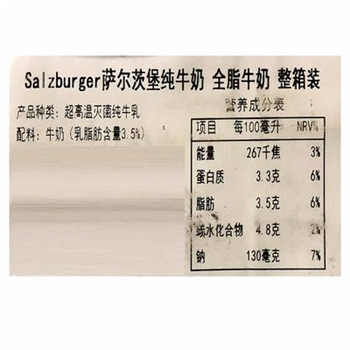 Salzburger萨尔茨堡纯牛奶 全脂牛奶 整箱装
产品种类: 超高温灭菌纯牛乳
配料: 牛奶 (乳脂肪含量3.5%)
营养成分表
项目 每100毫升 NRV%
能量 267千焦 3%
蛋白质 3.3克 6%
脂肪 3.5克 6%
碳水化合物 4.8克 2%
钠 130毫克 7%